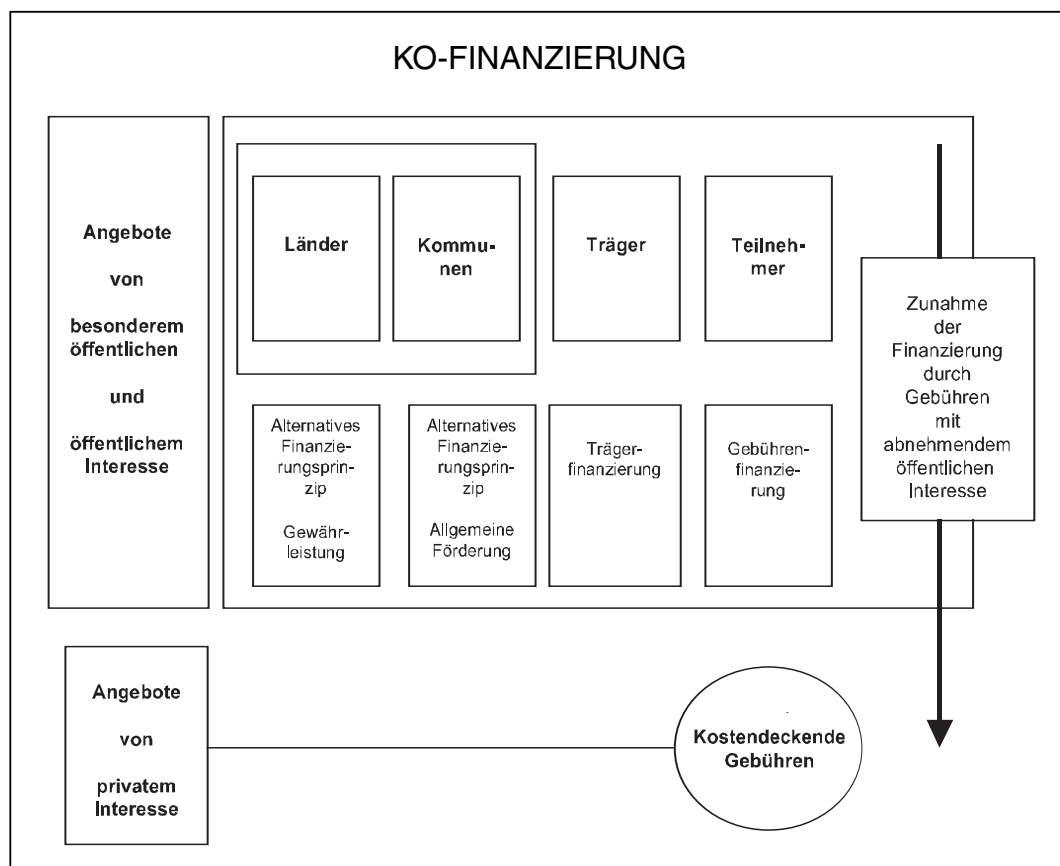 KO-FINANZIERUNG
Angebote
von
besonderem
öffentlichen
und
öffentlichem
Interesse
Länder
Kommu-
nen
Träger
Teilneh-
mer
Alternatives
Finanzie-
rungsprin-
zip
Gewähr-
leistung
Alternatives
Finanzie-
rungsprin-
zip
Allgemeine
Förderung
Träger-
finanzierung
Gebühren-
finanzie-
rung
Zunahme
der
Finanzierung
durch
Gebühren
mit
abnehmendem
öffentlichen
Interesse
Angebote
von
privatem
Interesse
Kostendeckende
Gebühren